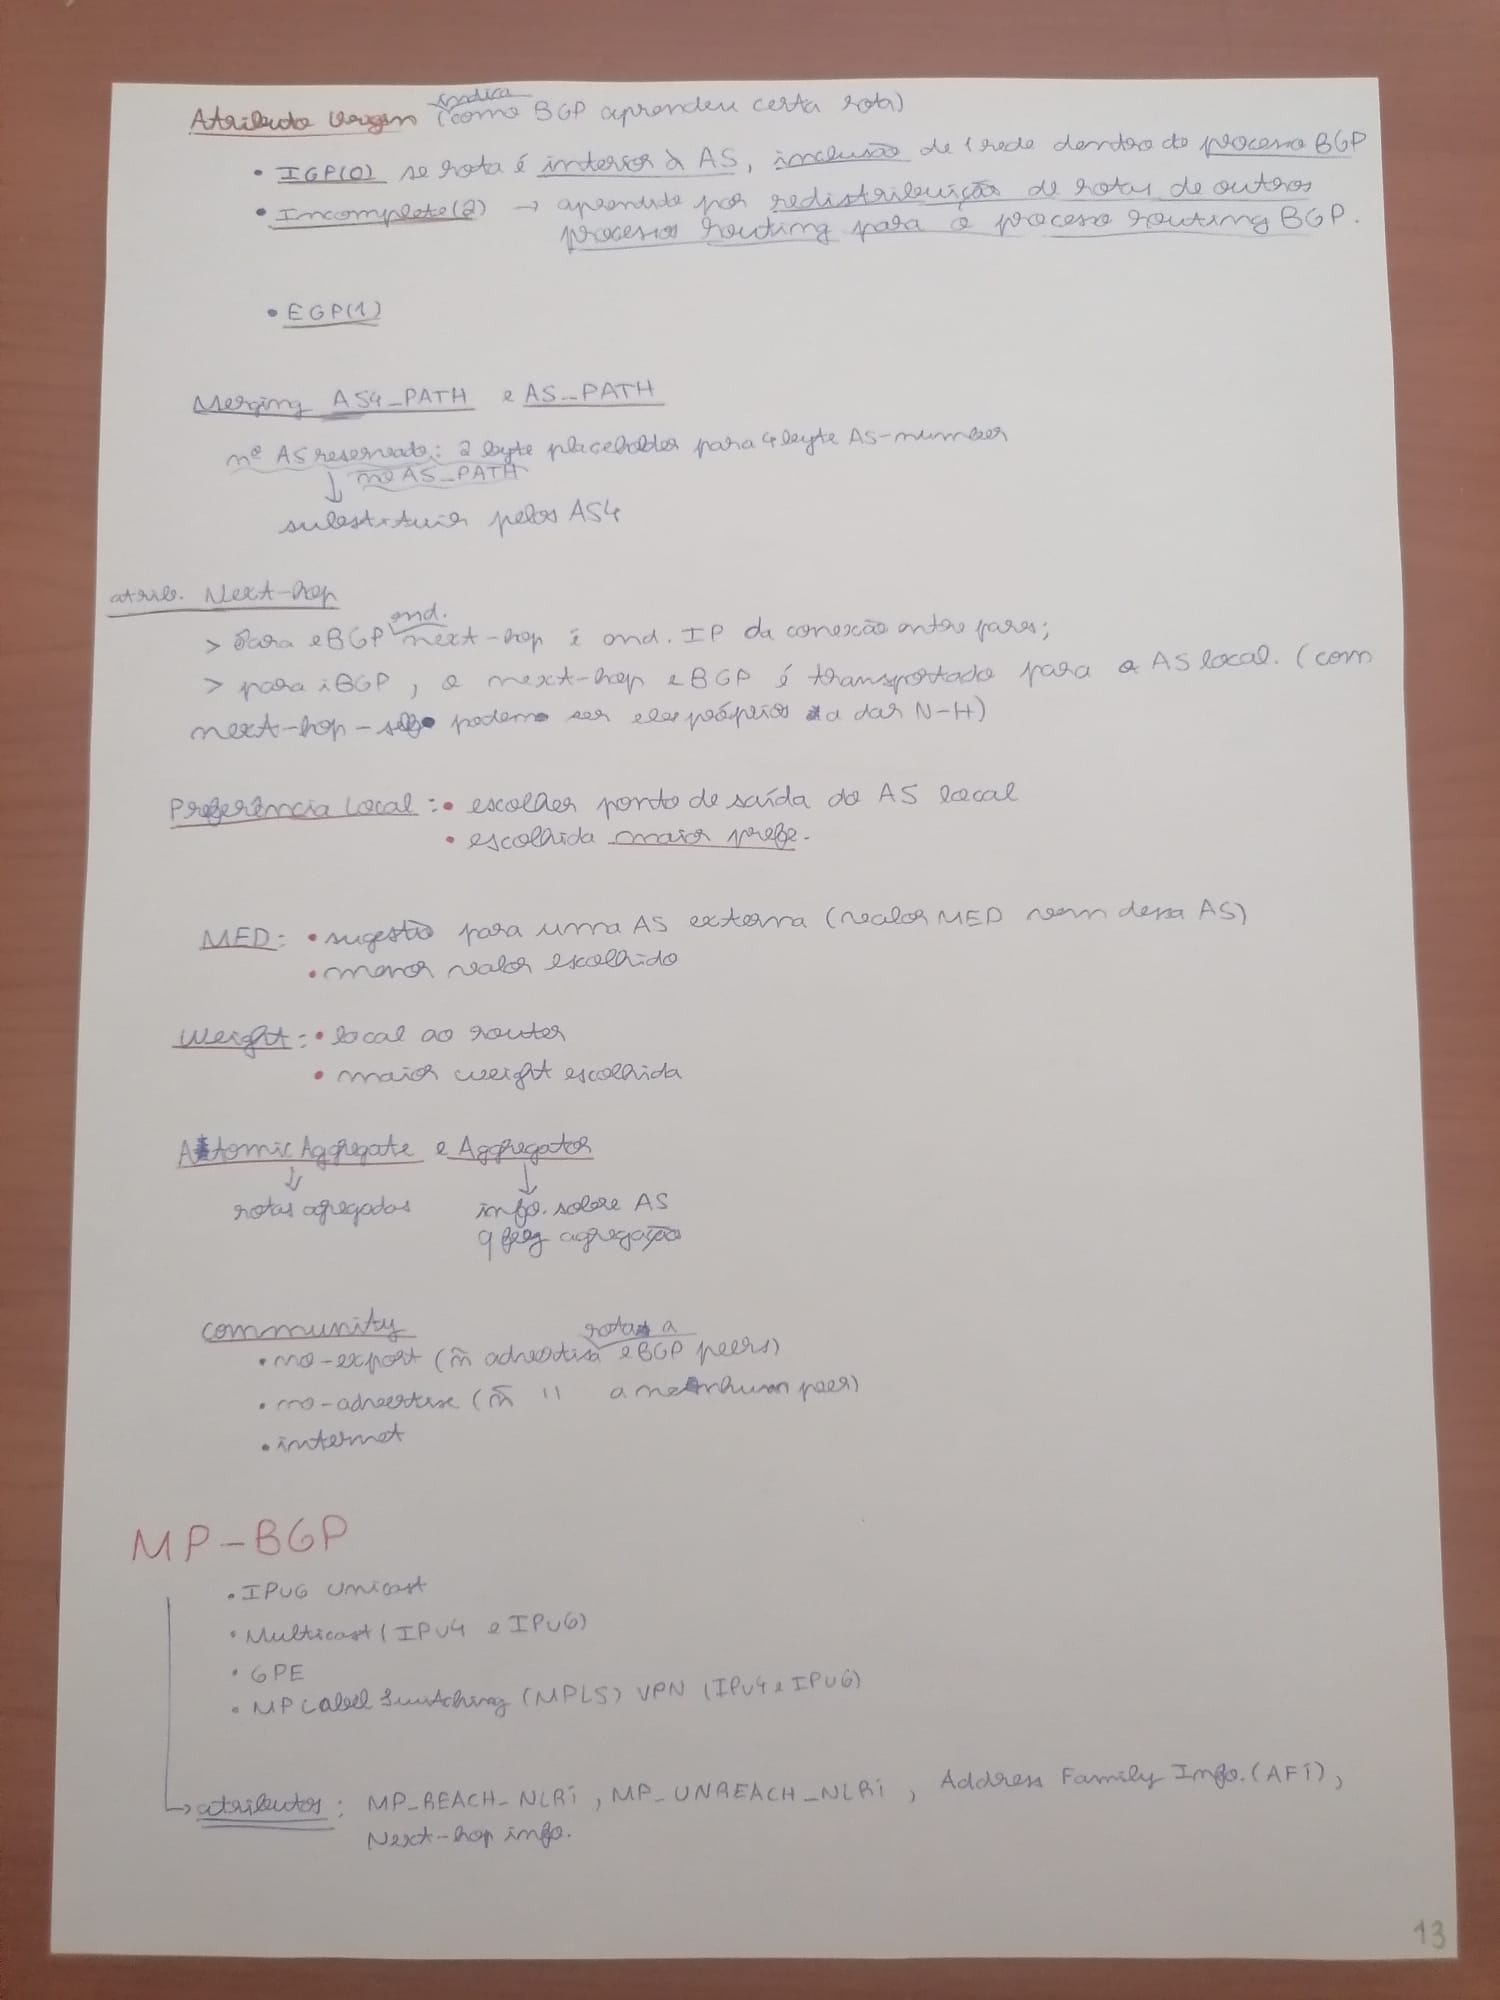 Atributo Origem (indica como BGP aprendeu certa rota)
• IGP(0) se rota é interior à AS, inclusão de 1 rede dentro do processo BGP
• Incomplete(2) → aprendida por redistribuição de rotas de outros
processos routing para o processo routing BGP.
• EGP(1)
Merging AS4_PATH e AS_PATH
nº AS reservado: 2 byte placeholder para 4 byte AS-number
no AS_PATH
↓
substituir pelos AS4
atrib. Next-hop
> Para eBGP end. next-hop é end. IP da conexão entre pares;
> para iBGP, o next-hop eBGP é transportado para a AS local. (com
next-hop-self podem ser eles próprios a dar N-H)
Preferência Local: • escolher ponto de saída do AS local
• escolhida maior prefe.
MED: • sugestão para uma AS externa (valor MED vem dessa AS)
• menor valor escolhido
Weight: • local ao router
• maior weight escolhida
Atomic Aggregate e Aggregator
↓ ↓
rotas agregadas info. sobre AS
q fez agregação
community
• no-export (ñ advertisa rotas a eBGP peers)
• no-advertise (ñ " a nenhum peer)
• internet
MP-BGP
• IPv6 Unicast
• Multicast (IPv4 e IPv6)
• 6PE
• MP Label Switching (MPLS) VPN (IPv4 e IPv6)
↳ atributos: MP_REACH_NLRi, MP_UNREACH_NLRi, Address Family Info. (AFi),
Next-hop info.
13